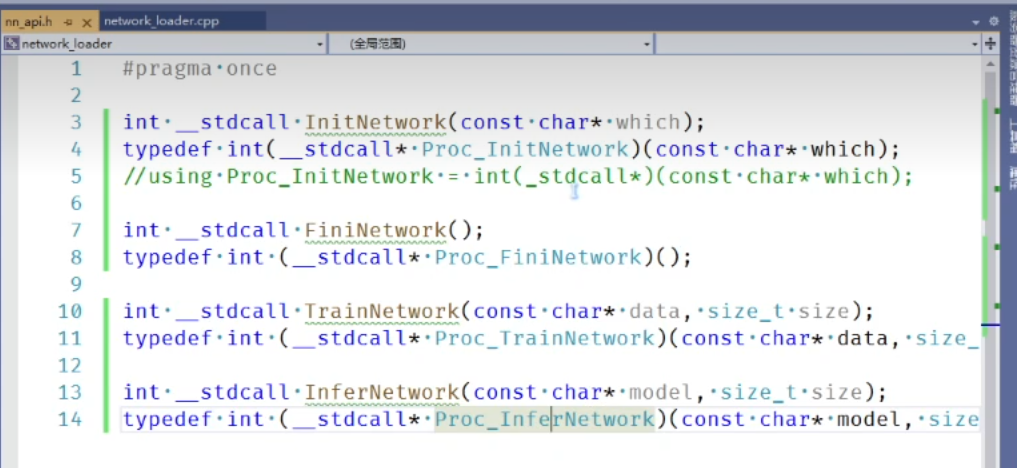 nn_api.h network_loader.cpp
network_loader (全局范围)
1 #pragma once
2
3 int __stdcall InitNetwork(const char* which);
4 typedef int(__stdcall* Proc_InitNetwork)(const char* which);
5 //using Proc_InitNetwork = int(_stdcall*)(const char* which);
6
7 int __stdcall FiniNetwork();
8 typedef int (__stdcall* Proc_FiniNetwork)();
9
10 int __stdcall TrainNetwork(const char* data, size_t size);
11 typedef int (__stdcall* Proc_TrainNetwork)(const char* data, size_
12
13 int __stdcall InferNetwork(const char* model, size_t size);
14 typedef int (__stdcall* Proc_InferNetwork)(const char* model, size